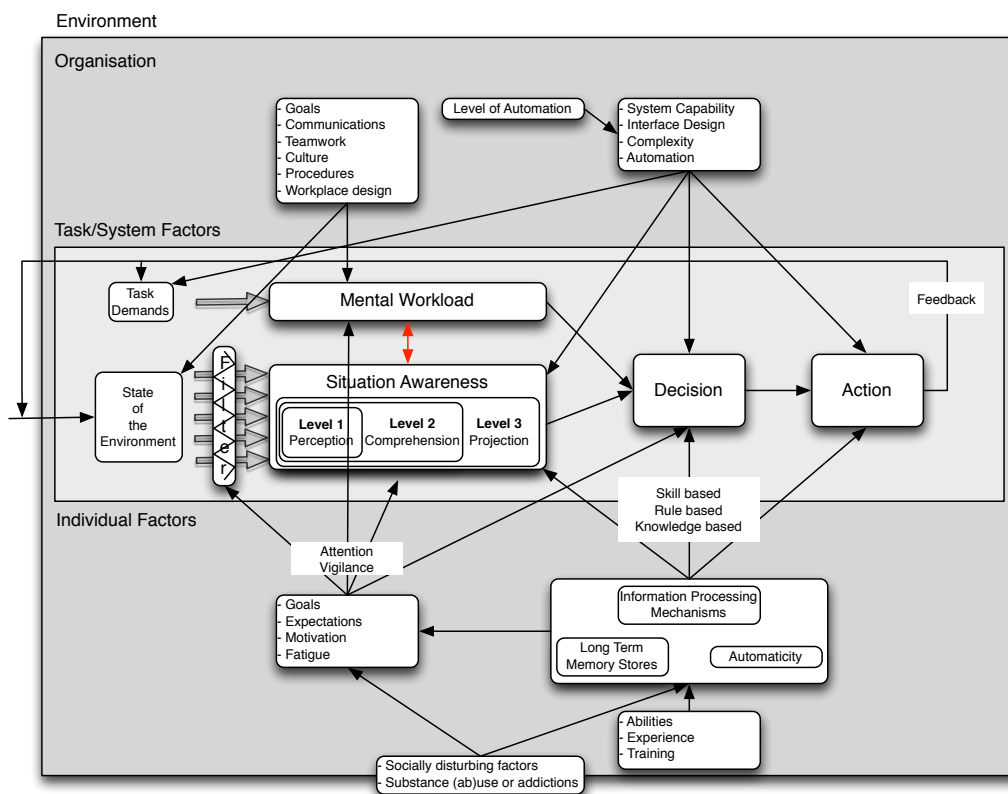 Environment
Organisation
- Goals
- Communications
- Teamwork
- Culture
- Procedures
- Workplace design
Level of Automation
- System Capability
- Interface Design
- Complexity
- Automation
Task/System Factors
Task
Demands
Mental Workload
Feedback
State
of
the
Environment
Filter
Situation Awareness
Level 1
Perception
Level 2
Comprehension
Level 3
Projection
Decision
Action
Individual Factors
Attention
Vigilance
Skill based
Rule based
Knowledge based
- Goals
- Expectations
- Motivation
- Fatigue
Information Processing
Mechanisms
Long Term
Memory Stores
Automaticity
- Abilities
- Experience
- Training
- Socially disturbing factors
- Substance (ab)use or addictions